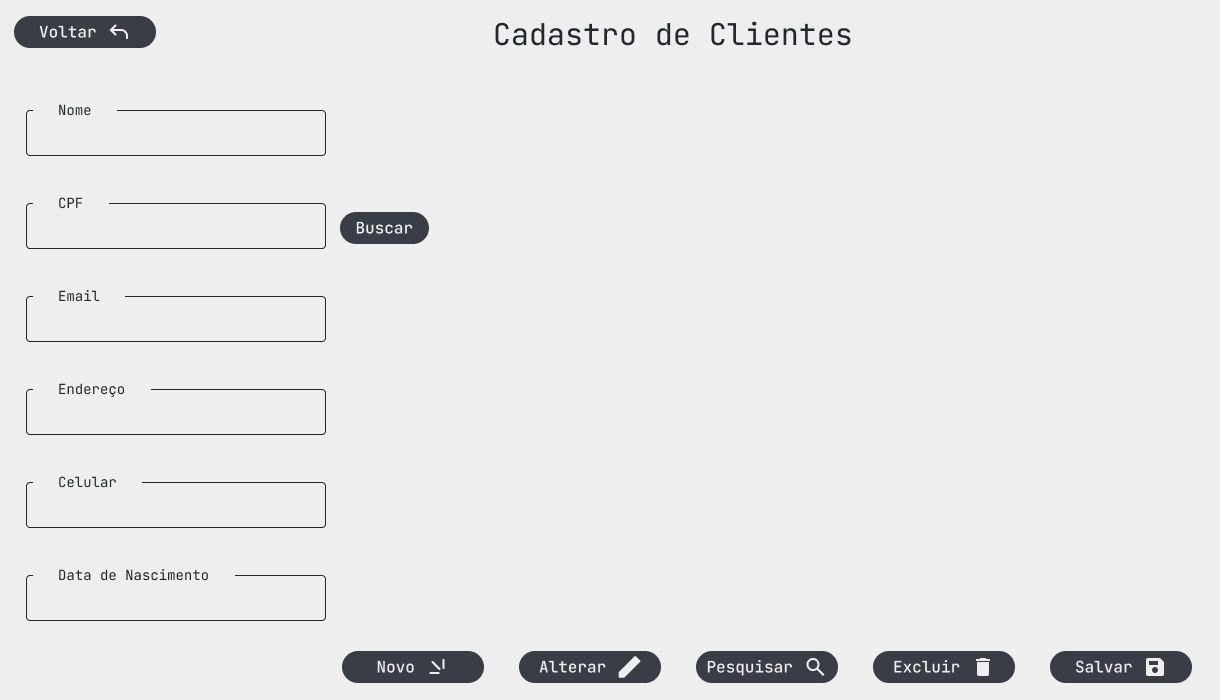 Voltar
Cadastro de Clientes
Nome
CPF
Buscar
Email
Endereço
Celular
Data de Nascimento
Novo
Alterar
Pesquisar
Excluir
Salvar